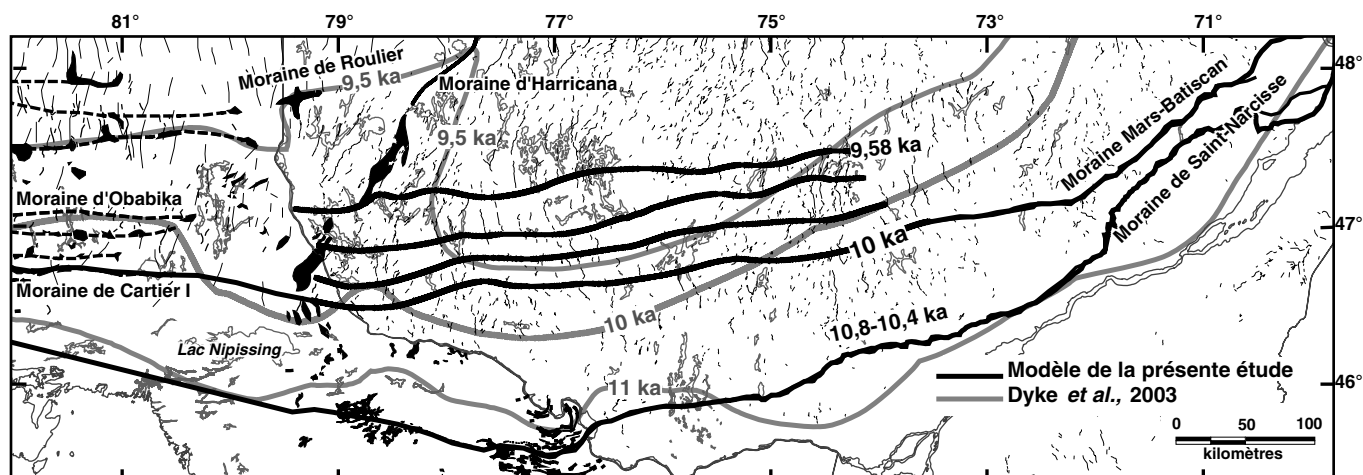 81° 79° 77° 75° 73° 71°
48°
Moraine de Roulier
9,5 ka
Moraine d'Harricana
Moraine Mars-Batiscan
Moraine de Saint-Narcisse
9,5 ka
9,58 ka
Moraine d'Obabika
47°
10 ka
Moraine de Cartier I
10 ka
10,8-10,4 ka
Lac Nipissing
Modèle de la présente étude
11 ka
46°
Dyke et al., 2003
0 50 100
kilomètres